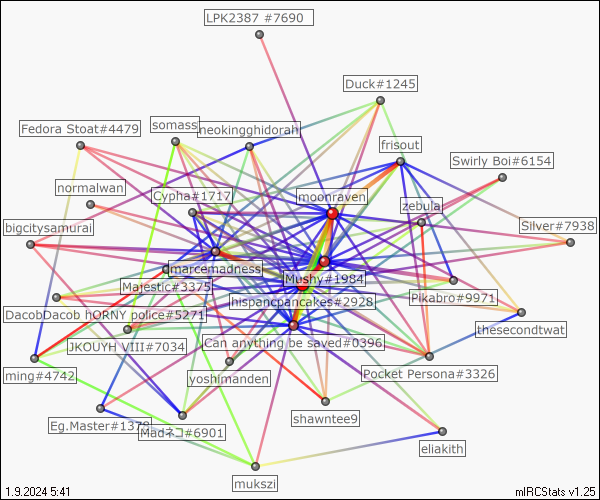 LPK2387 #7690
Duck#1245
Fedora Stoat#4479
somass
neokingghidorah
frisout
Swirly Boi#6154
normalwan
Cypha#1717
moonraven
zebula
bigcitysamurai
Silver#7938
marcemadness
Mushy#1984
Majestic#3375
hispancpancakes#2928
Pikabro#9971
DacobDacob hORNY police#5271
thesecondtwat
JKOUYH VIII#7034
Can anything be saved#0396
ming#4742
yoshimanden
Pocket Persona#3326
shawntee9
Eg.Master#1378
#6901
eliakith
mukszi
1.9.2024 5:41
mIRCStats v1.25